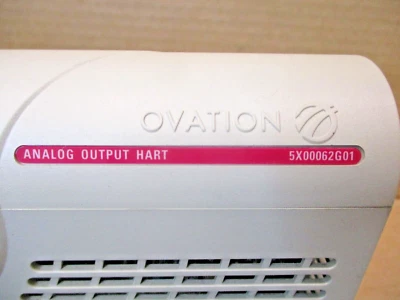 OVATION
ANALOG OUTPUT HART 5X00062G01